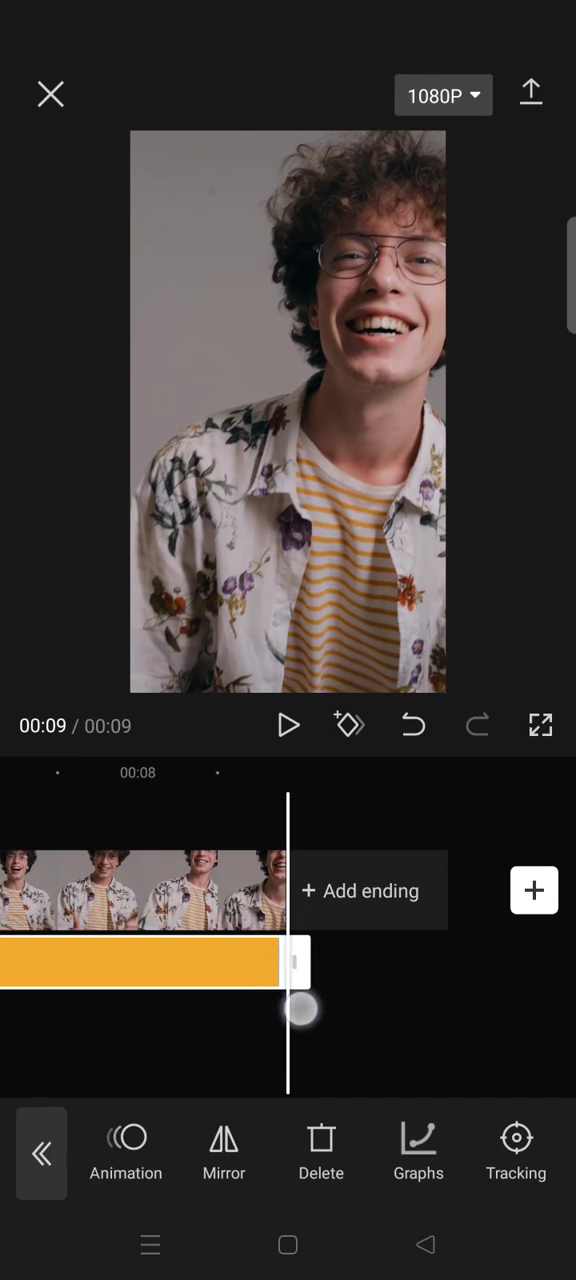 1080P
00:09 / 00:09
00:08
+ Add ending
Animation
Mirror
Delete
Graphs
Tracking